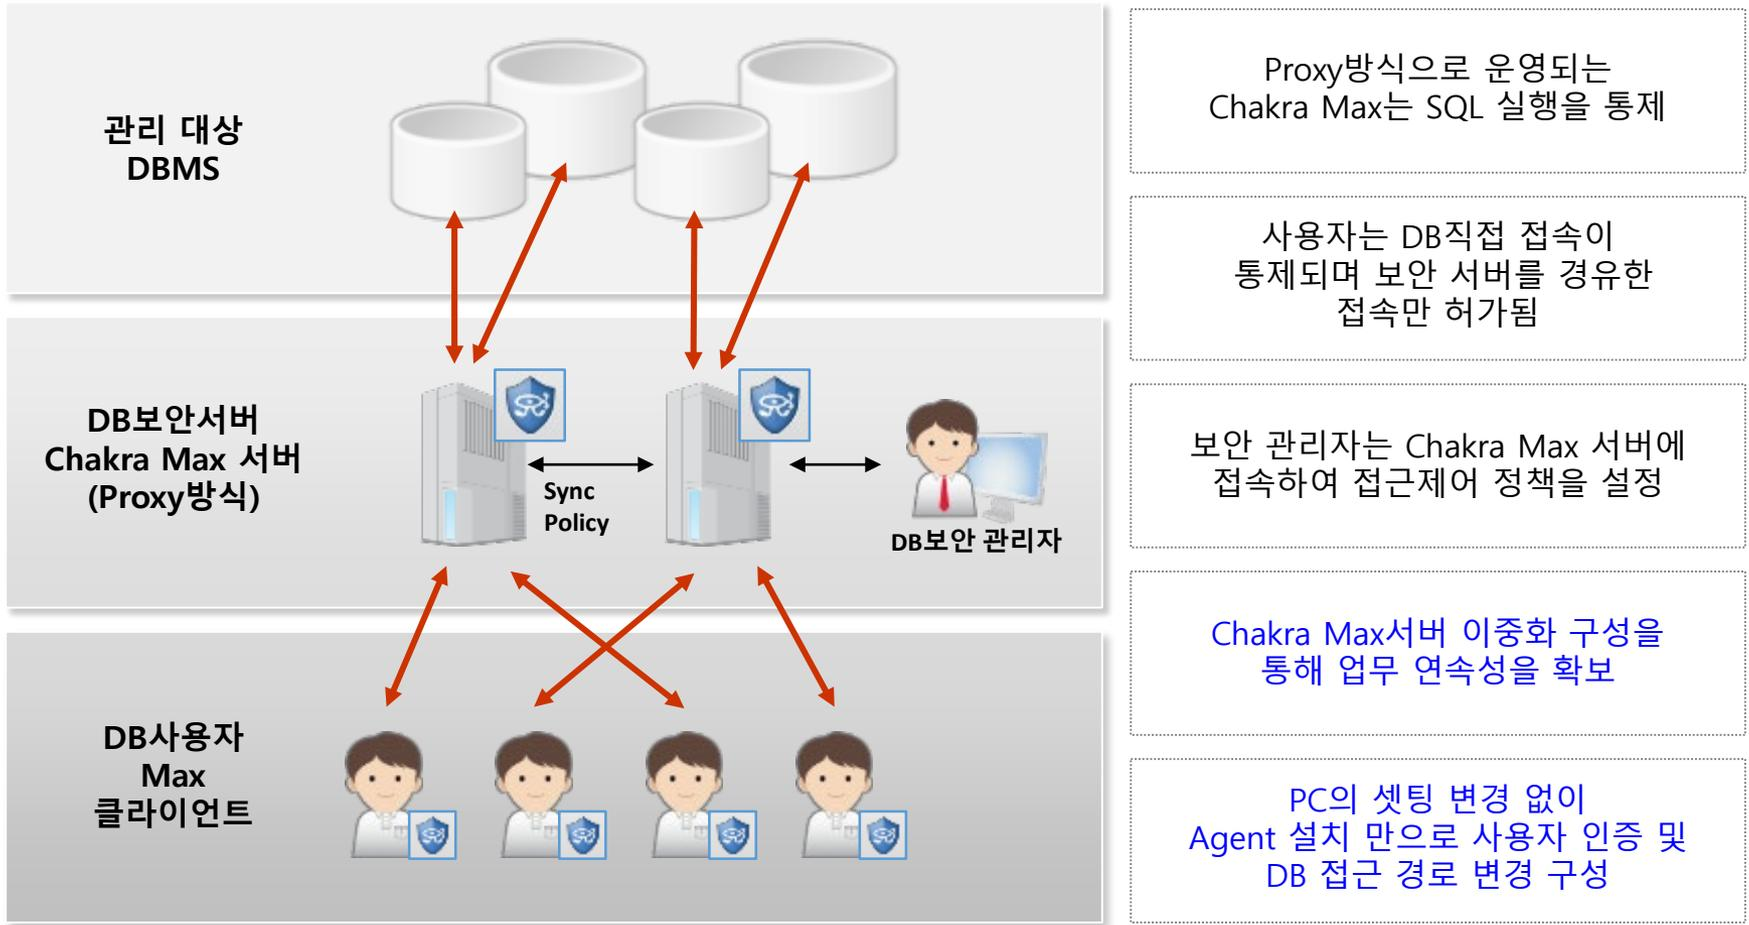 관리 대상
DBMS
DB보안서버
Chakra Max 서버
(Proxy방식)
Sync
Policy
DB보안 관리자
DB사용자
Max
클라이언트
Proxy방식으로 운영되는
Chakra Max는 SQL 실행을 통제
사용자는 DB직접 접속이
통제되며 보안 서버를 경유한
접속만 허가됨
보안 관리자는 Chakra Max 서버에
접속하여 접근제어 정책을 설정
Chakra Max서버 이중화 구성을
통해 업무 연속성을 확보
PC의 셋팅 변경 없이
Agent 설치 만으로 사용자 인증 및
DB 접근 경로 변경 구성